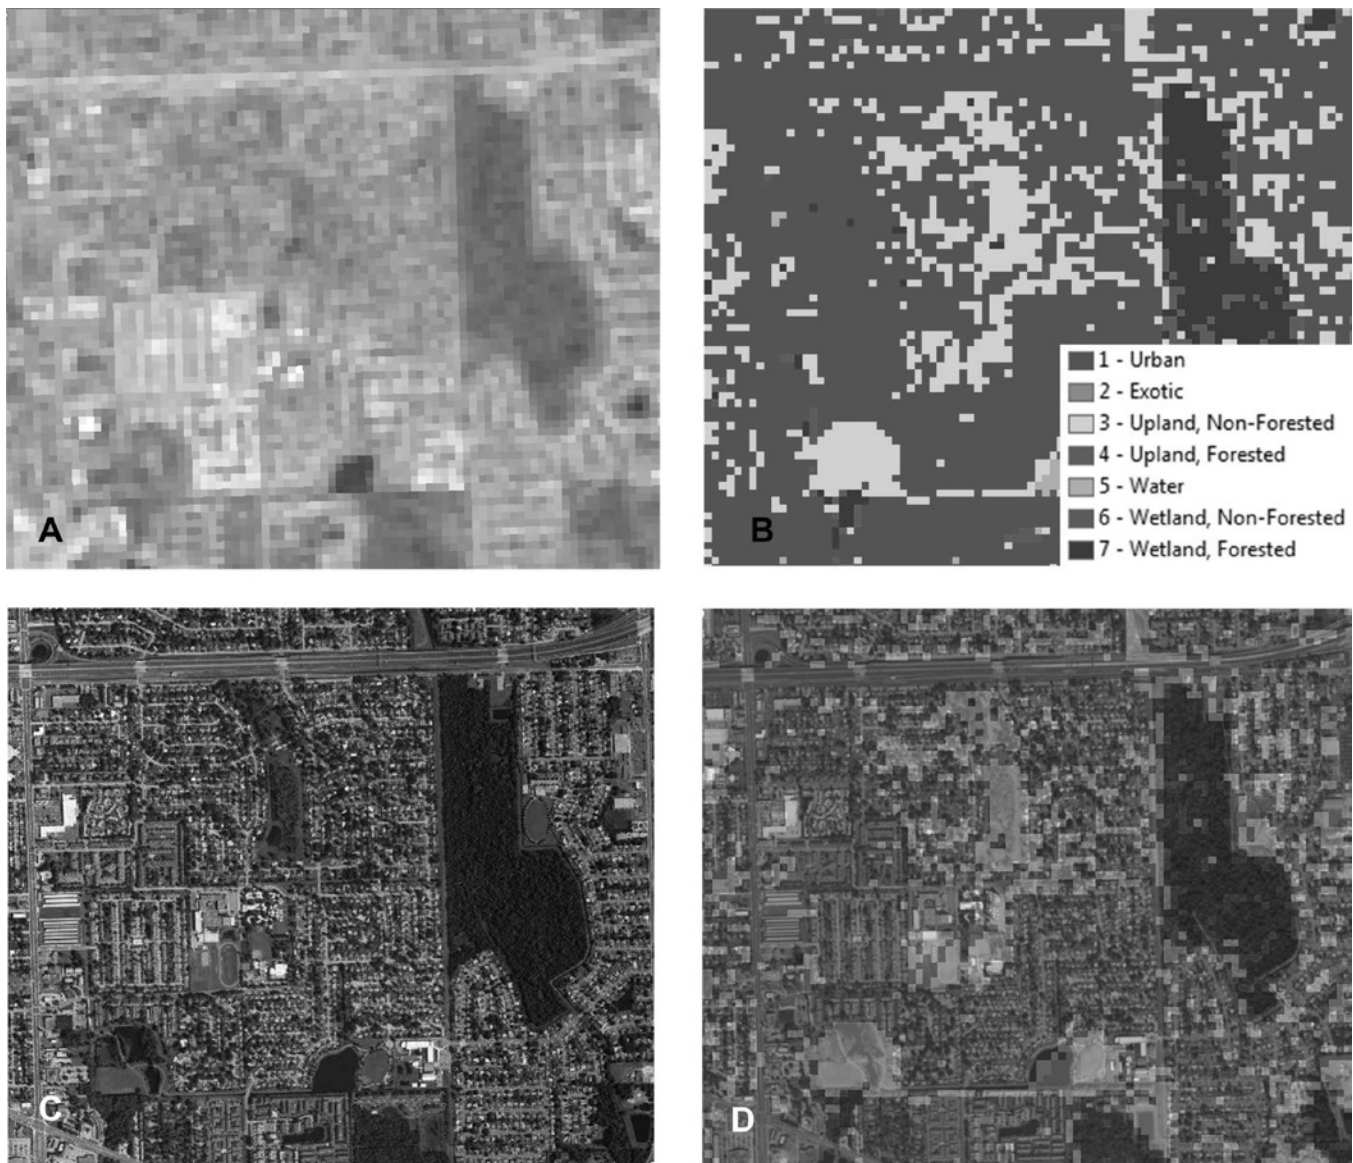 A
B
1 - Urban
2 - Exotic
3 - Upland, Non-Forested
4 - Upland, Forested
5 - Water
6 - Wetland, Non-Forested
7 - Wetland, Forested
C
D